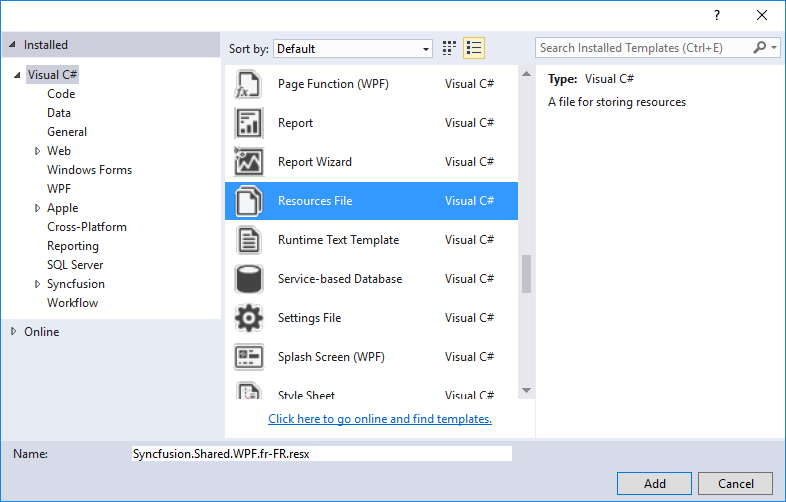 ?
Installed
Sort by: Default
Search Installed Templates (Ctrl+E)
Visual C#
Code
Data
General
Web
Windows Forms
WPF
Apple
Cross-Platform
Reporting
SQL Server
Syncfusion
Workflow
Online
Page Function (WPF) Visual C#
Report Visual C#
Report Wizard Visual C#
Resources File Visual C#
Runtime Text Template Visual C#
Service-based Database Visual C#
Settings File Visual C#
Splash Screen (WPF) Visual C#
Style Sheet Visual C#
Click here to go online and find templates.
Type: Visual C#
A file for storing resources
Name: Syncfusion.Shared.WPF.fr-FR.resx
Add Cancel